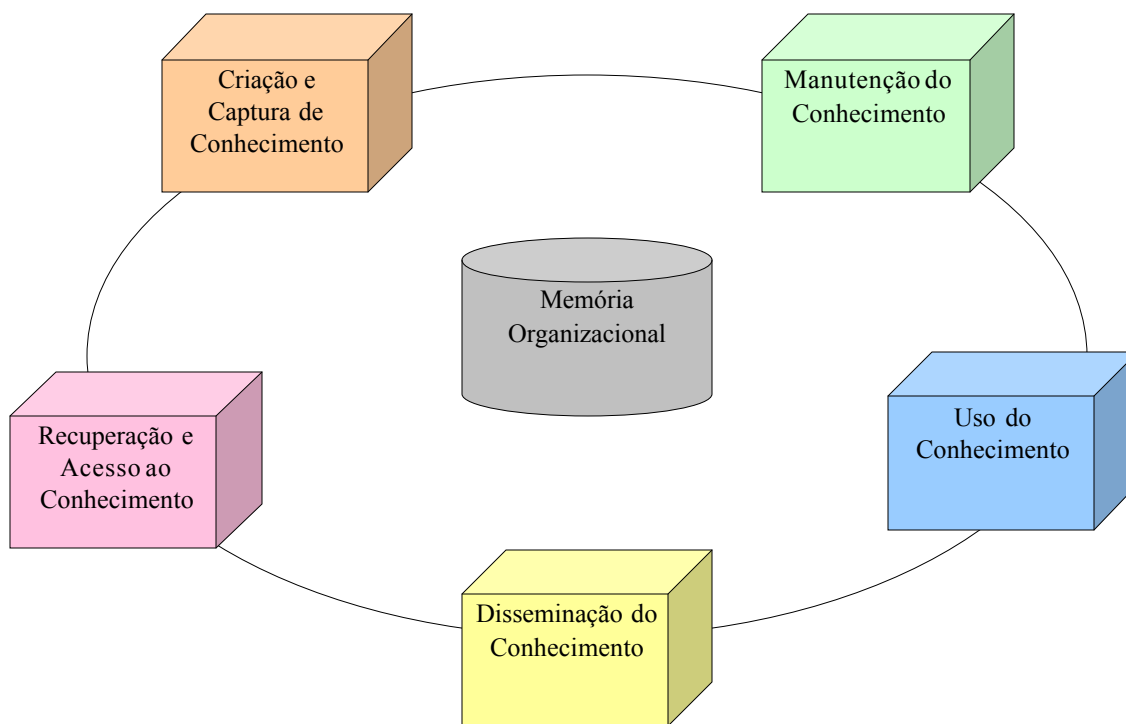 Criação e
Captura de
Conhecimento
Manutenção do
Conhecimento
Memória
Organizacional
Recuperação e
Acesso ao
Conhecimento
Uso do
Conhecimento
Disseminação do
Conhecimento